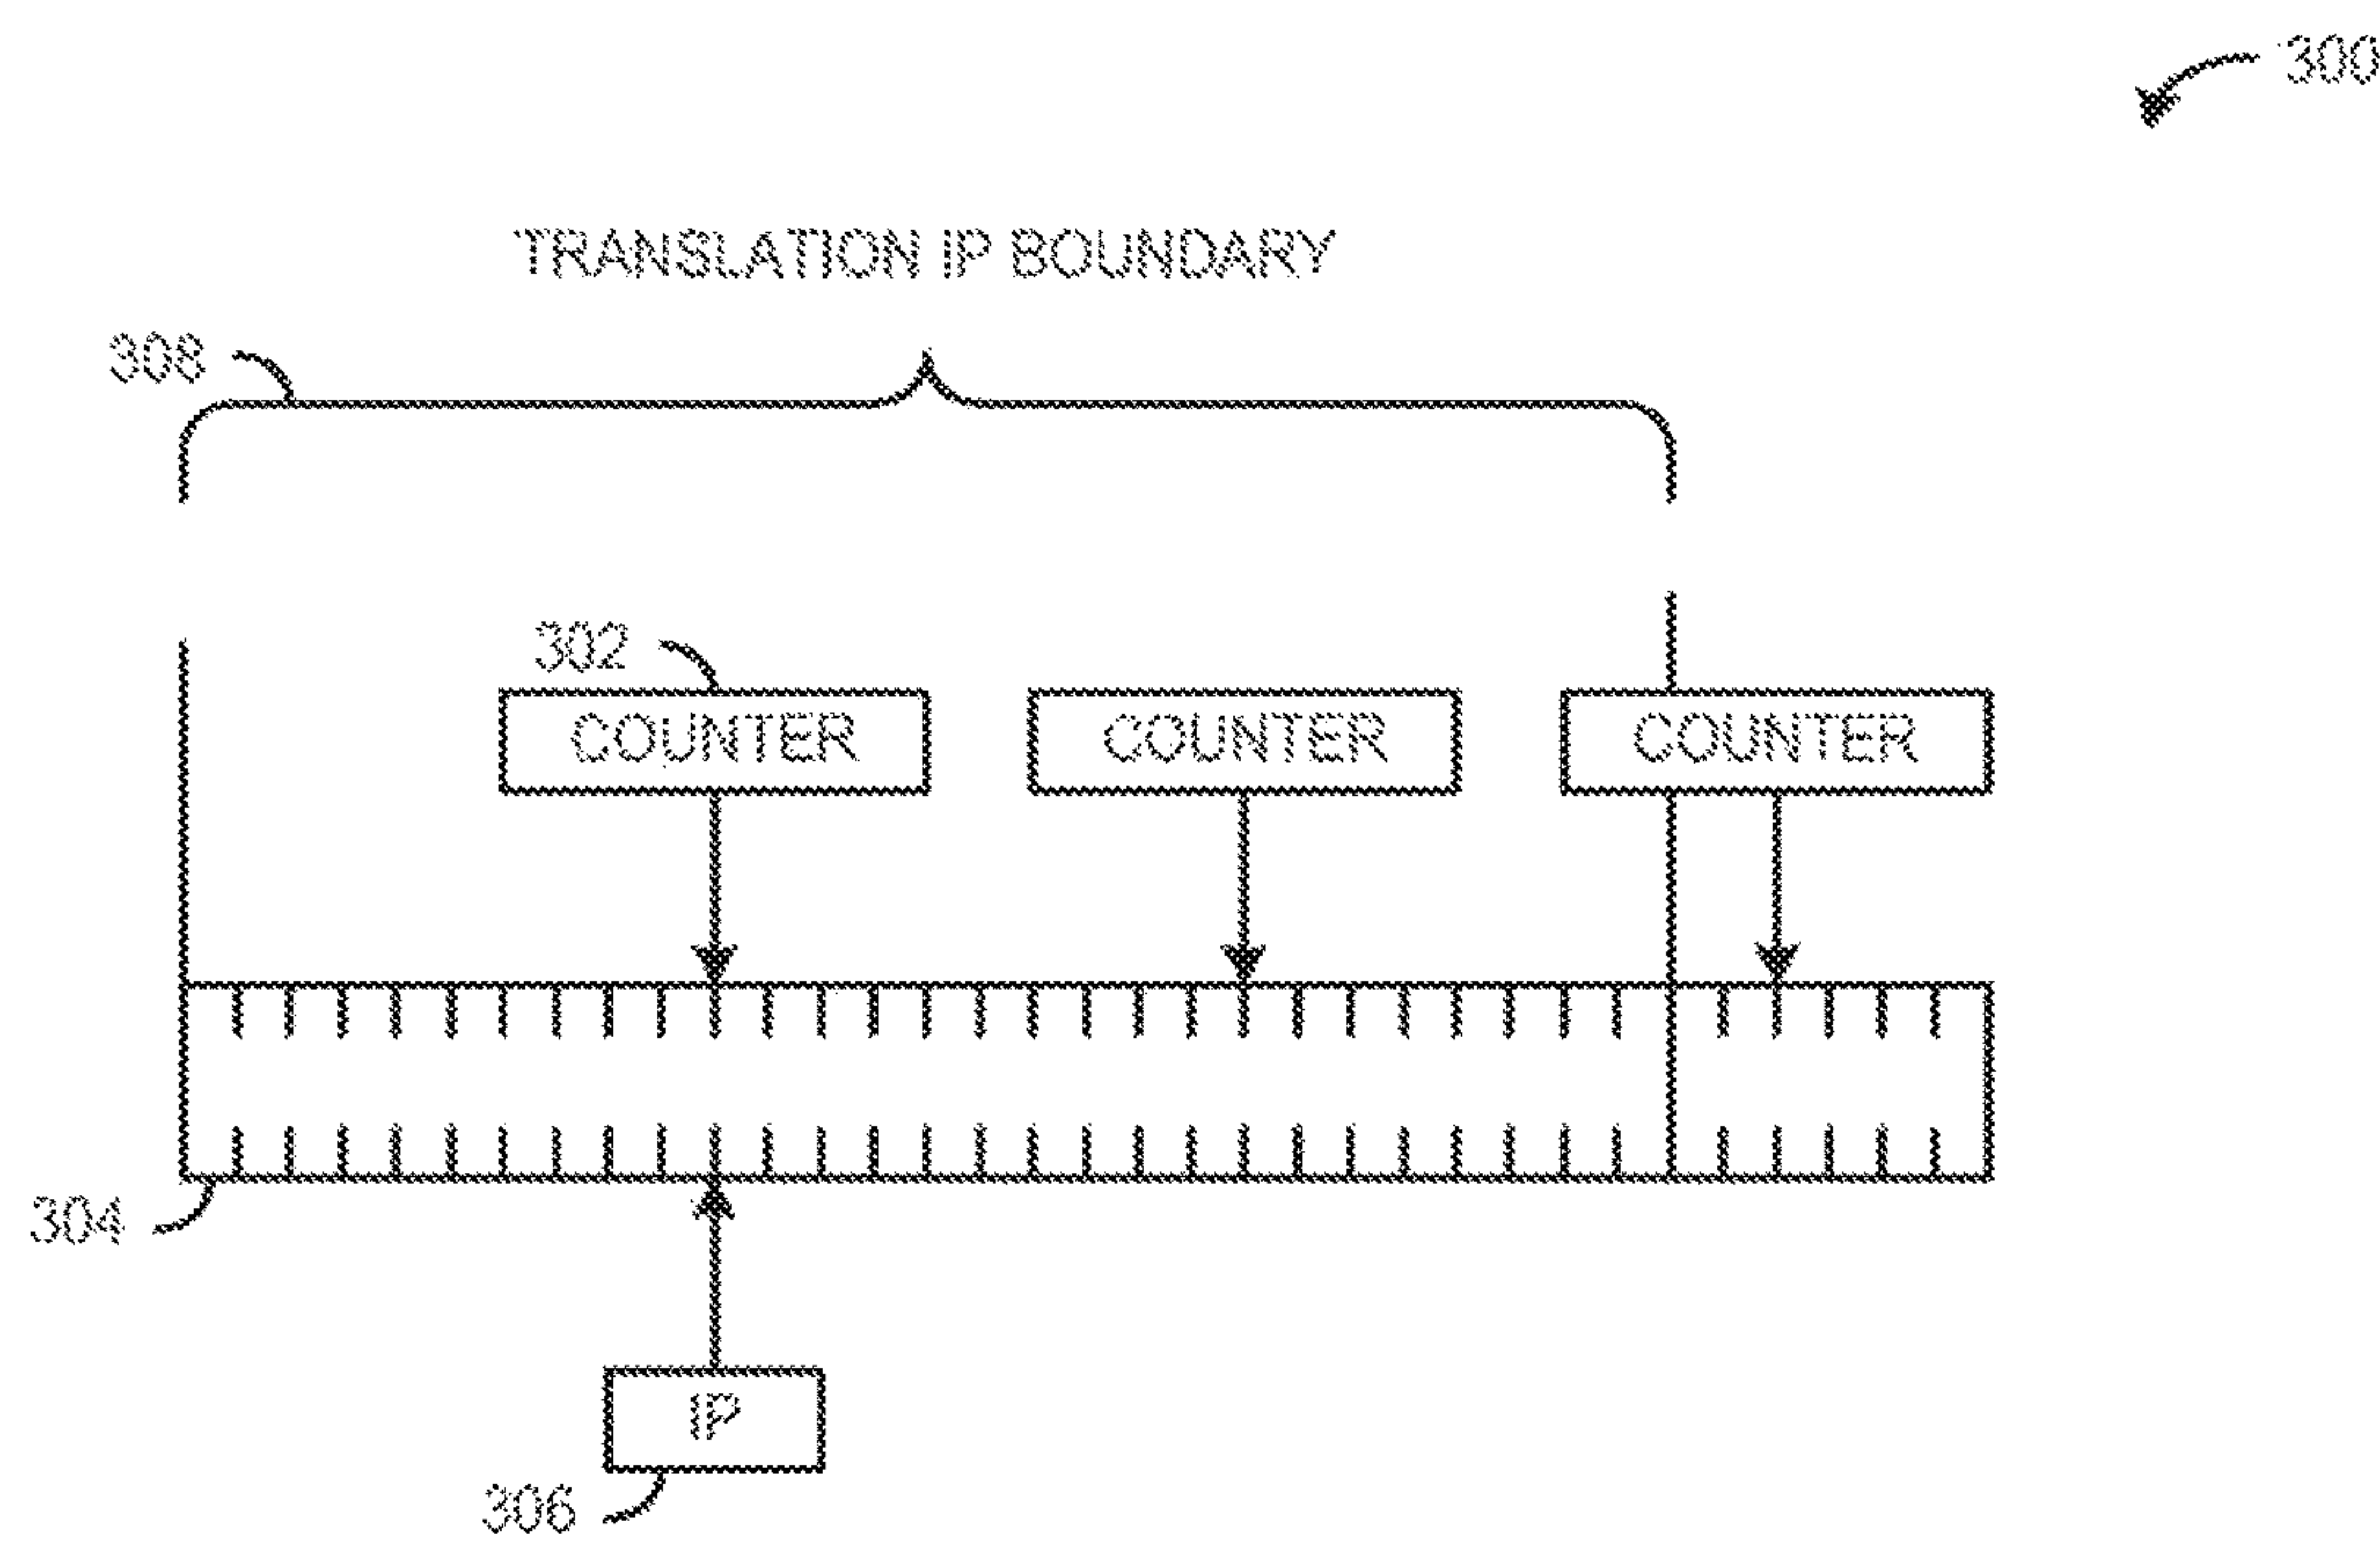 300
TRANSLATION IP BOUNDARY
308
302
COUNTER COUNTER COUNTER
304
IP
306